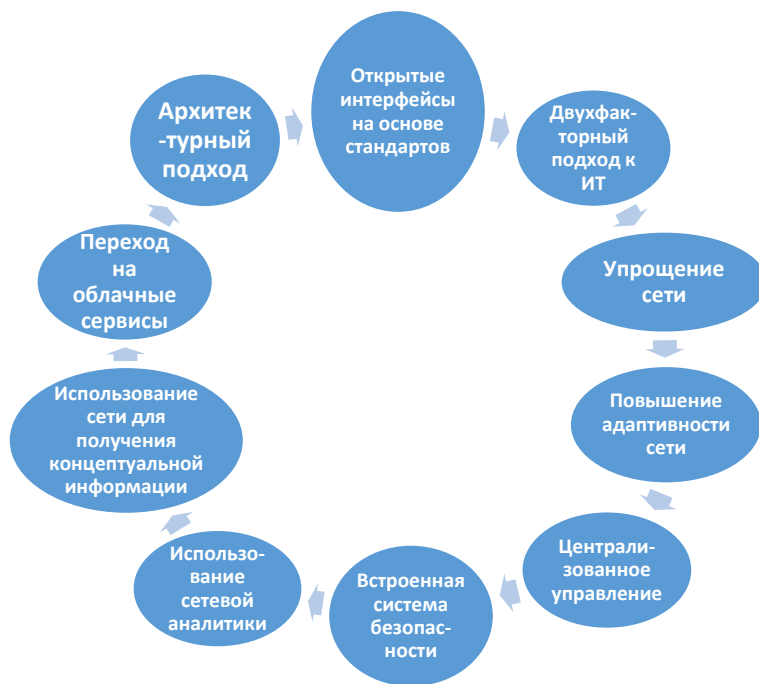 Открытые
интерфейсы
на основе
стандартов
Двухфак-
торный
подход к
ИТ
Упрощение
сети
Повышение
адаптивности
сети
Централи-
зованное
управление
Встроенная
система
безопас-
ности
Использо-
вание
сетевой
аналитики
Использование
сети для
получения
концептуальной
информации
Переход
на
облачные
сервисы
Архитек
-турный
подход